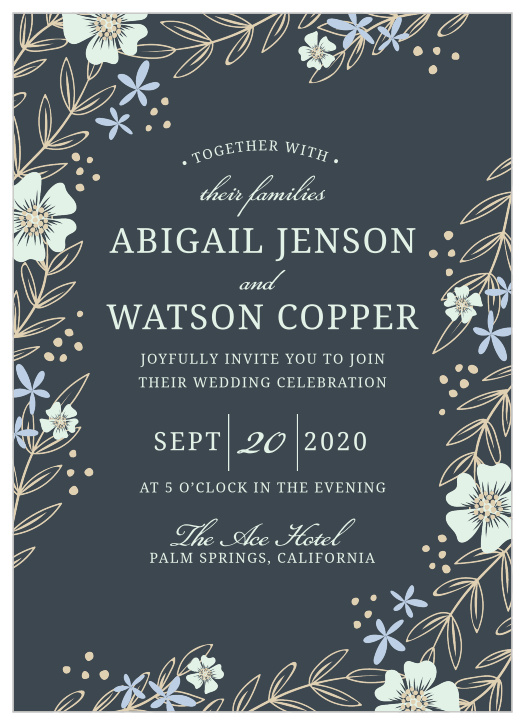 • TOGETHER WITH •
their families
ABIGAIL JENSON
and
WATSON COPPER
JOYFULLY INVITE YOU TO JOIN
THEIR WEDDING CELEBRATION
SEPT 20 2020
AT 5 O'CLOCK IN THE EVENING
The Ace Hotel
PALM SPRINGS, CALIFORNIA